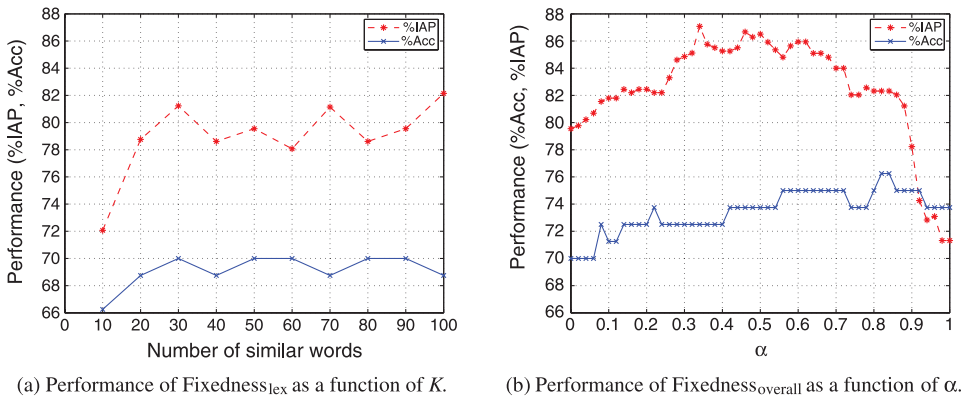 88
86
84
82
80
78
76
74
72
70
68
66
0 10 20 30 40 50 60 70 80 90 100
Performance (%IAP, %Acc)
Number of similar words
%IAP
%Acc
(a) Performance of Fixedness_lex as a function of K.
88
86
84
82
80
78
76
74
72
70
68
66
0 0.1 0.2 0.3 0.4 0.5 0.6 0.7 0.8 0.9 1
Performance (%Acc, %IAP)
α
%IAP
%Acc
(b) Performance of Fixedness_overall as a function of α.